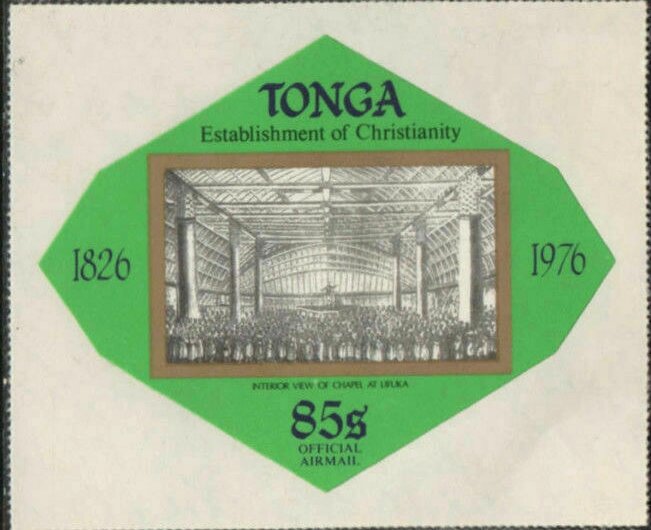 TONGA
Establishment of Christianity
1826
1976
INTERIOR VIEW OF CHAPEL AT LIFUKA
85s
OFFICIAL
AIRMAIL